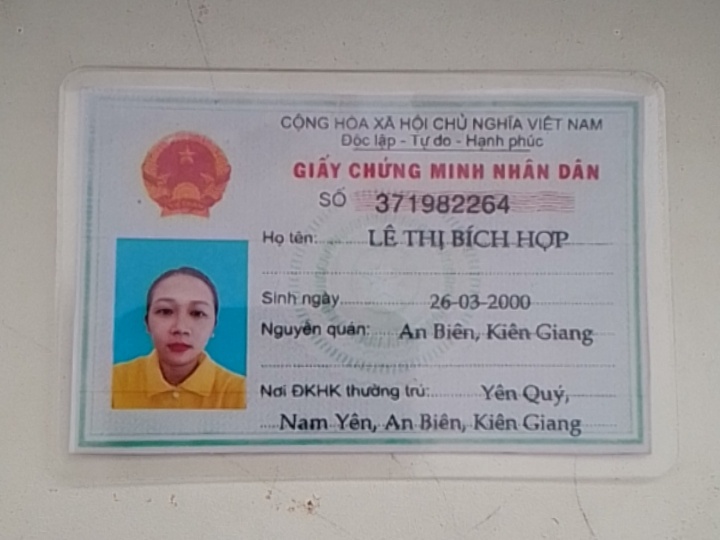 CỘNG HÒA XÃ HỘI CHỦ NGHĨA VIỆT NAM
Độc lập - Tự do - Hạnh phúc
GIẤY CHỨNG MINH NHÂN DÂN
SỐ 371982264
Họ tên: LÊ THỊ BÍCH HỢP
Sinh ngày 26-03-2000
Nguyên quán: An Biên, Kiên Giang
Nơi ĐKHK thường trú: Yên Quý,
Nam Yên, An Biên, Kiên Giang